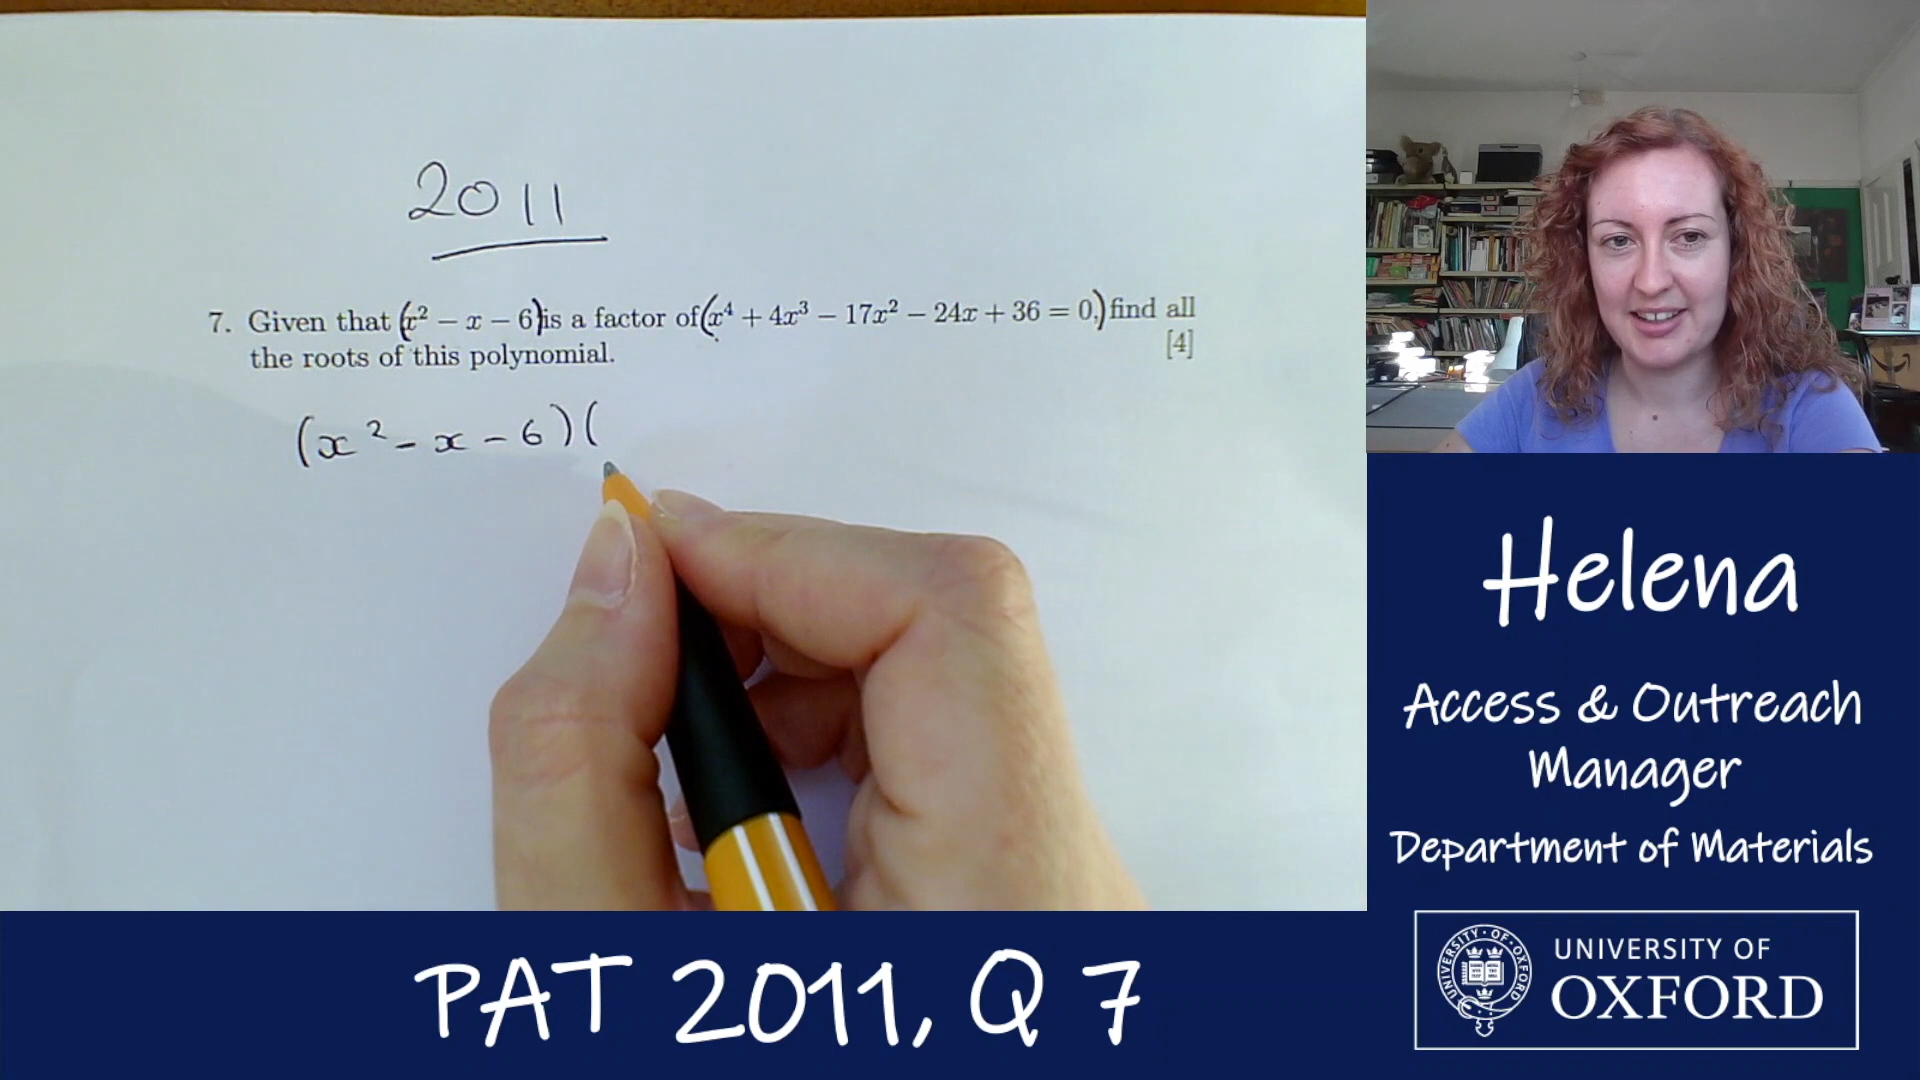 2011
7. Given that (x² − x − 6) is a factor of (x⁴ + 4x³ − 17x² − 24x + 36 = 0,) find all
the roots of this polynomial. [4]
(x² - x - 6)(
Helena
Access & Outreach
Manager
Department of Materials
UNIVERSITY OF
OXFORD
PAT 2011, Q 7